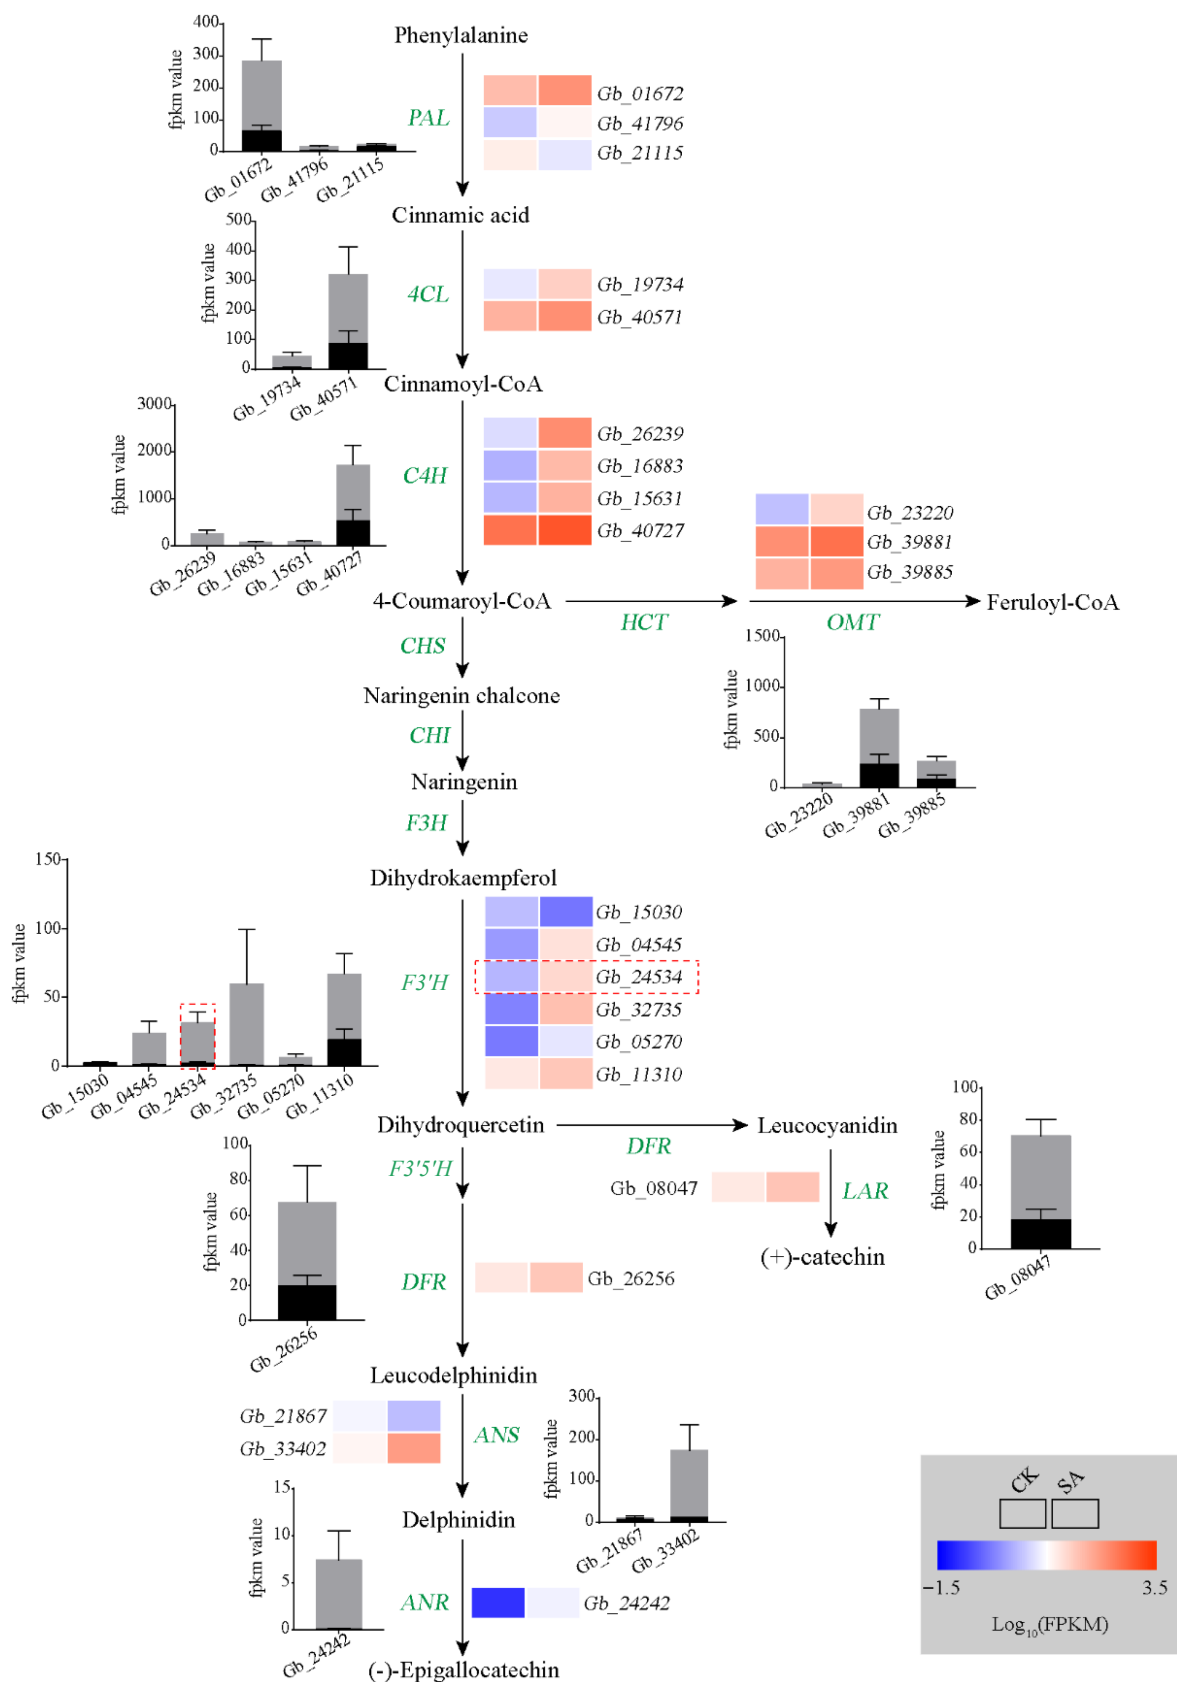 400
300
200
100
0
fpkm value
Gb_01672
Gb_41796
Gb_21115
Phenylalanine
PAL
Gb_01672
Gb_41796
Gb_21115
Cinnamic acid
500
400
300
200
100
0
fpkm value
Gb_19734
Gb_40571
4CL
Gb_19734
Gb_40571
Cinnamoyl-CoA
3000
2000
1000
0
fpkm value
Gb_26239
Gb_16883
Gb_15631
Gb_40727
C4H
Gb_26239
Gb_16883
Gb_15631
Gb_40727
Gb_23220
Gb_39881
Gb_39885
4-Coumaroyl-CoA
HCT
OMT
Feruloyl-CoA
1500
1000
500
0
fpkm value
Gb_23220
Gb_39881
Gb_39885
CHS
Naringenin chalcone
CHI
Naringenin
F3H
Dihydrokaempferol
150
100
50
0
fpkm value
Gb_15030
Gb_04545
Gb_24534
Gb_32735
Gb_05270
Gb_11310
F3'H
Gb_15030
Gb_04545
Gb_24534
Gb_32735
Gb_05270
Gb_11310
Dihydroquercetin
DFR
Leucocyanidin
Gb_08047
LAR
(+)-catechin
100
80
60
40
20
0
fpkm value
Gb_08047
F3'5'H
100
80
60
40
20
0
fpkm value
Gb_26256
DFR
Gb_26256
Leucodelphinidin
Gb_21867
Gb_33402
ANS
300
200
100
0
fpkm value
Gb_21867
Gb_33402
Delphinidin
15
10
5
0
fpkm value
Gb_24242
ANR
Gb_24242
(-)-Epigallocatechin
CK
SA
−1.5
3.5
Log10(FPKM)